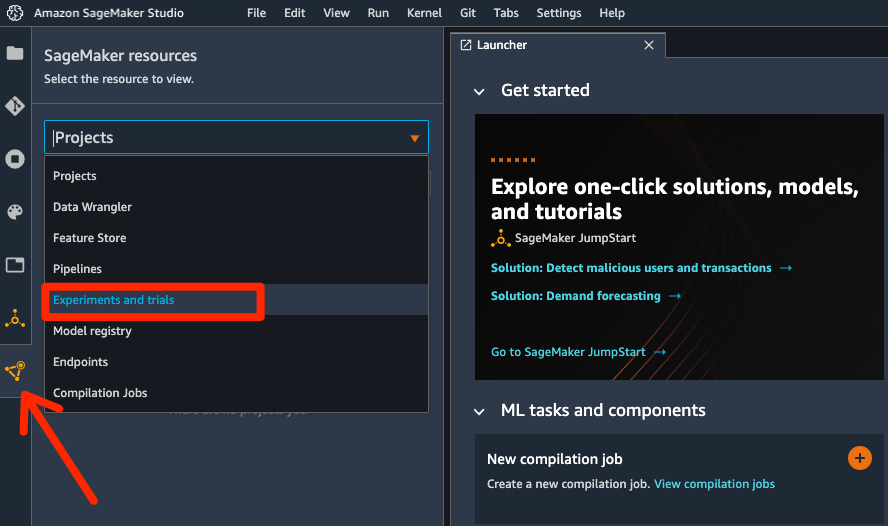 Amazon SageMaker Studio File Edit View Run Kernel Git Tabs Settings Help
SageMaker resources
Select the resource to view.
Projects
Projects
Data Wrangler
Feature Store
Pipelines
Experiments and trials
Model registry
Endpoints
Compilation Jobs
Launcher
Get started
Explore one-click solutions, models,
and tutorials
SageMaker JumpStart
Solution: Detect malicious users and transactions →
Solution: Demand forecasting →
Go to SageMaker JumpStart →
ML tasks and components
New compilation job
Create a new compilation job. View compilation jobs